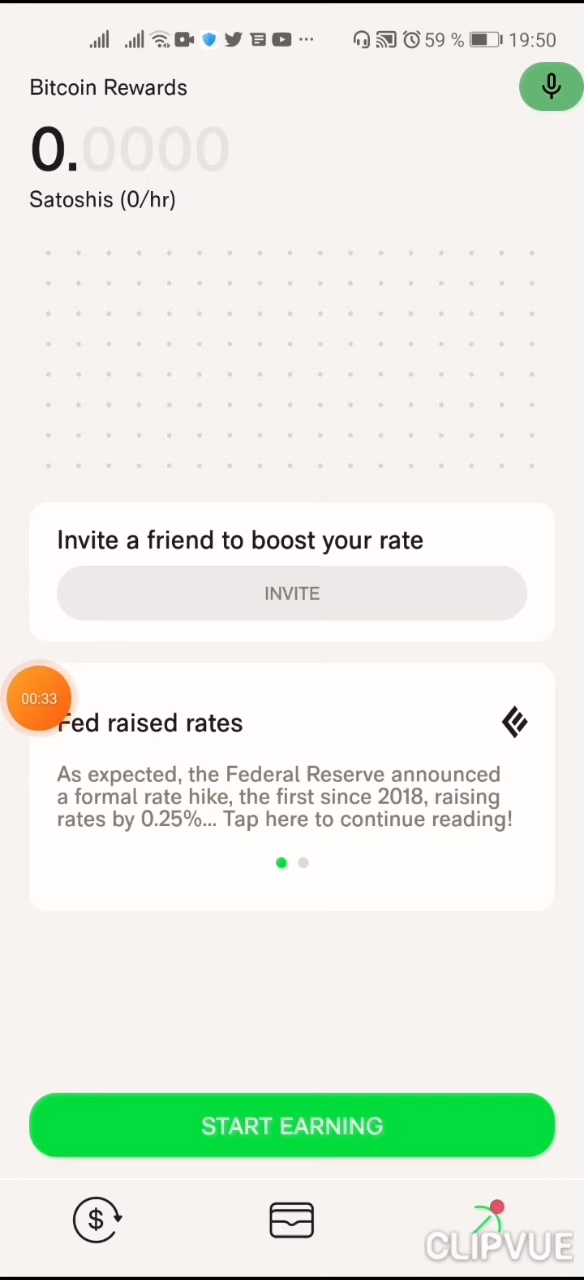 59 % 19:50
Bitcoin Rewards
0.0000
Satoshis (0/hr)
Invite a friend to boost your rate
INVITE
00:33
Fed raised rates
As expected, the Federal Reserve announced
a formal rate hike, the first since 2018, raising
rates by 0.25%... Tap here to continue reading!
START EARNING
CLIPVUE